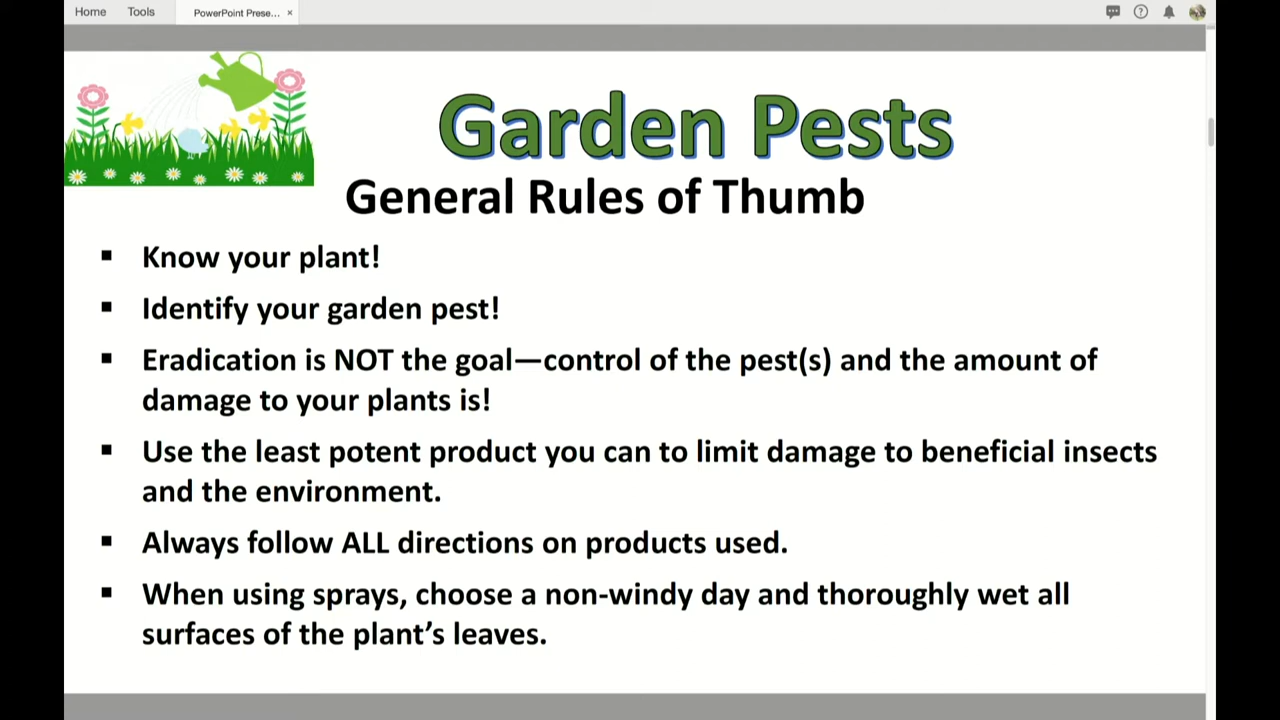 Home Tools PowerPoint Prese... ×
Garden Pests
General Rules of Thumb
▪ Know your plant!
▪ Identify your garden pest!
▪ Eradication is NOT the goal—control of the pest(s) and the amount of
damage to your plants is!
▪ Use the least potent product you can to limit damage to beneficial insects
and the environment.
▪ Always follow ALL directions on products used.
▪ When using sprays, choose a non-windy day and thoroughly wet all
surfaces of the plant’s leaves.